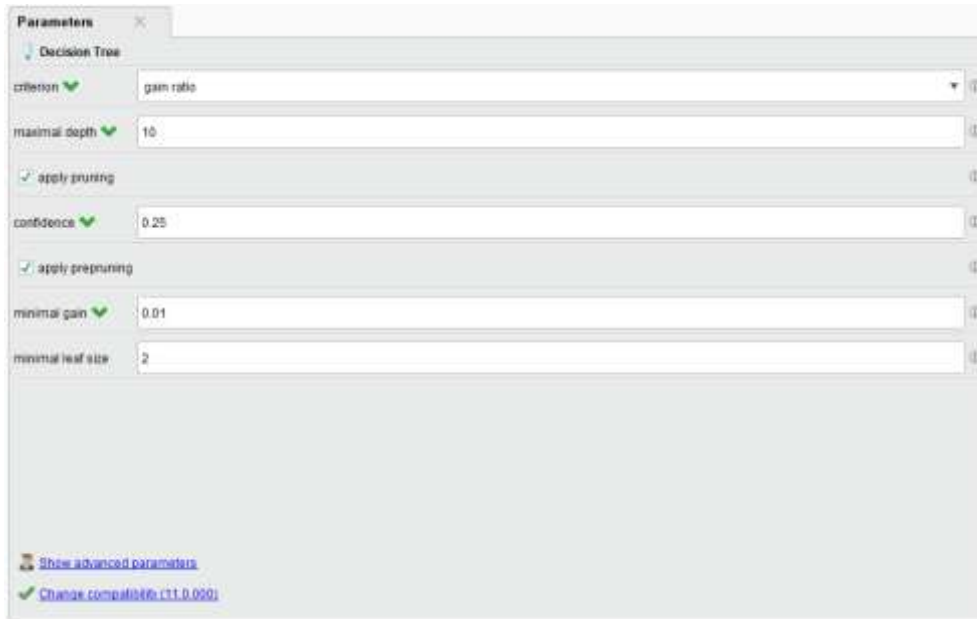 Parameters
Decision Tree
criterion gain ratio
maximal depth 10
apply pruning
confidence 0.25
apply prepruning
minimal gain 0.01
minimal leaf size 2
Show advanced parameters
Change compatibility (11.0.000)